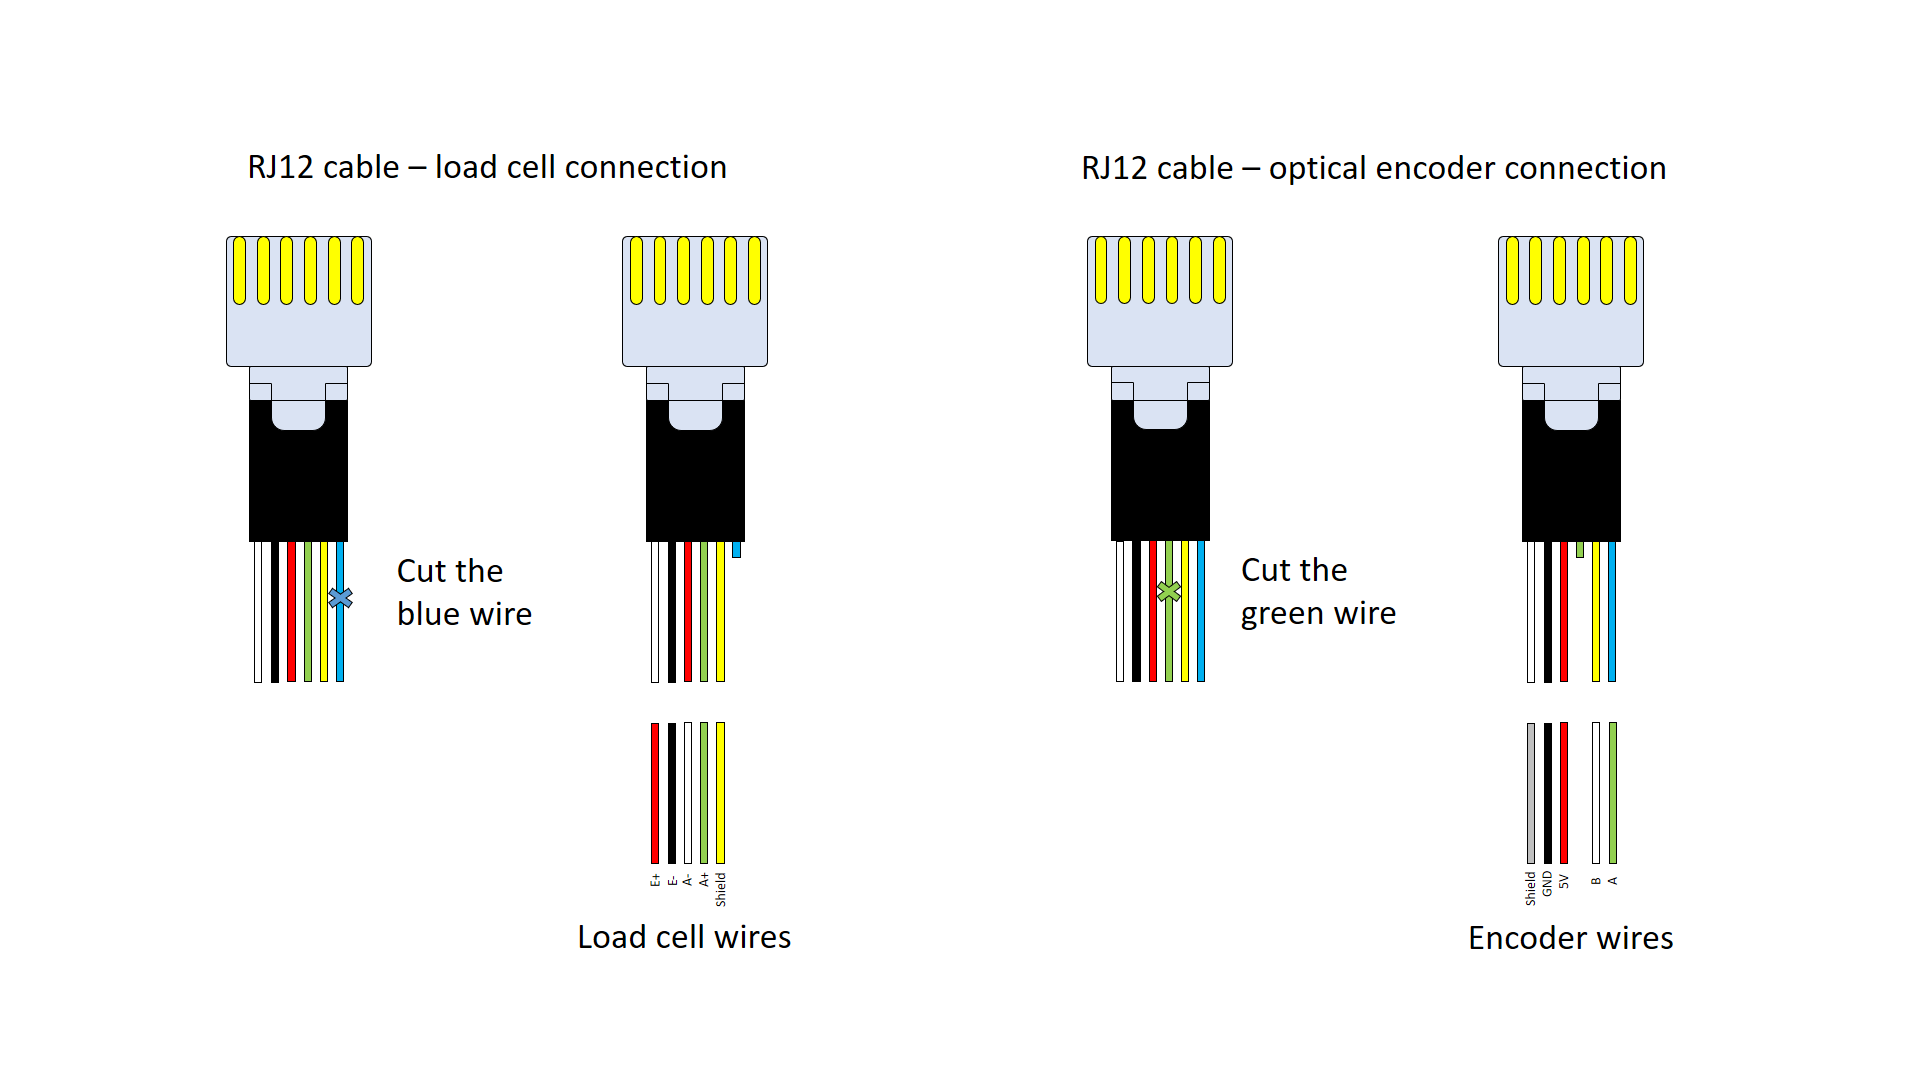 RJ12 cable – load cell connection
RJ12 cable – optical encoder connection
Cut the
blue wire
Cut the
green wire
E+
E-
A-
A+
Shield
Load cell wires
Shield
GND
5V
B
A
Encoder wires